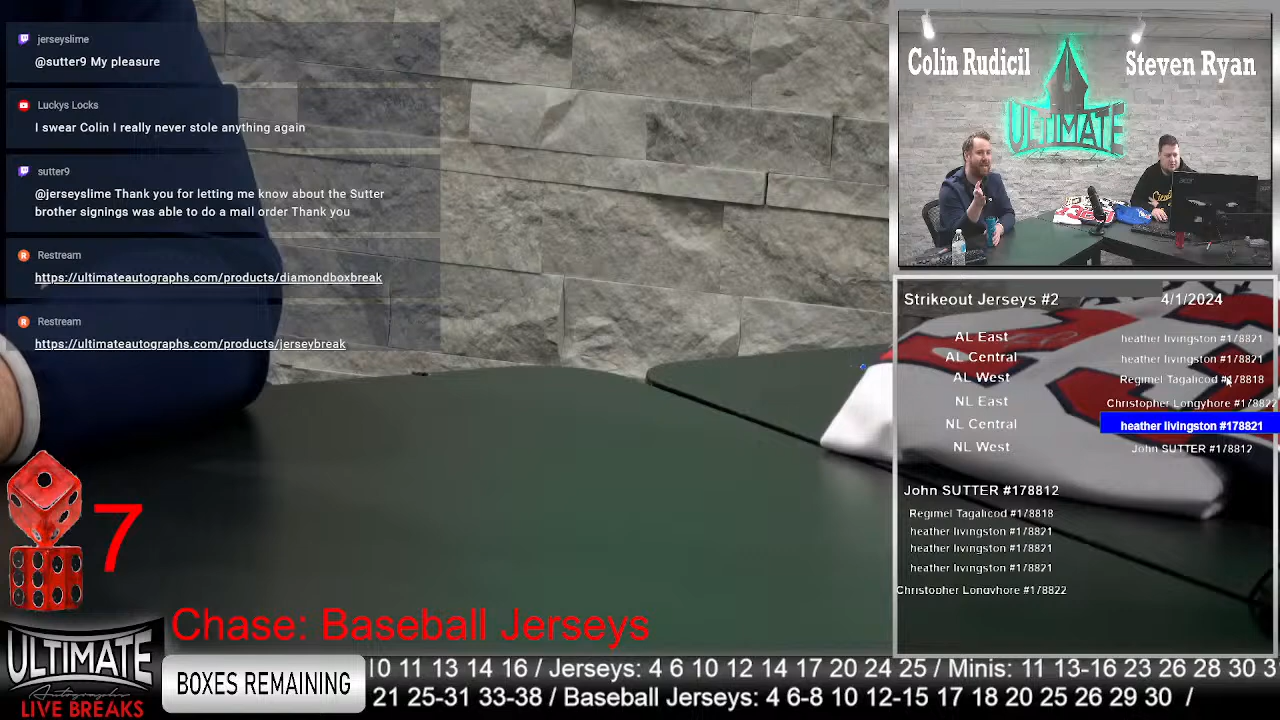 jerseyslime
@sutter9 My pleasure
Luckys Locks
I swear Colin I really never stole anything again
sutter9
@jerseyslime Thank you for letting me know about the Sutter
brother signings was able to do a mail order Thank you
Restream
https://ultimateautographs.com/products/diamondboxbreak
Restream
https://ultimateautographs.com/products/jerseybreak
Colin Rudicil
Steven Ryan
ULTIMATE
Strikeout Jerseys #2 4/1/2024
AL East heather livingston #178821
AL Central heather livingston #178821
AL West Regimel Tagalicod #178818
NL East Christopher Longyhore #178822
NL Central heather livingston #178821
NL West John SUTTER #178812
John SUTTER #178812
Regimel Tagalicod #178818
heather livingston #178821
heather livingston #178821
heather livingston #178821
Christopher Longyhore #178822
7
Chase: Baseball Jerseys
ULTIMATE
Autographs
LIVE BREAKS
BOXES REMAINING
10 11 13 14 16 / Jerseys: 4 6 10 12 14 17 20 24 25 / Minis: 11 13-16 23 26 28 30 3
21 25-31 33-38 / Baseball Jerseys: 4 6-8 10 12-15 17 18 20 25 26 29 30 /